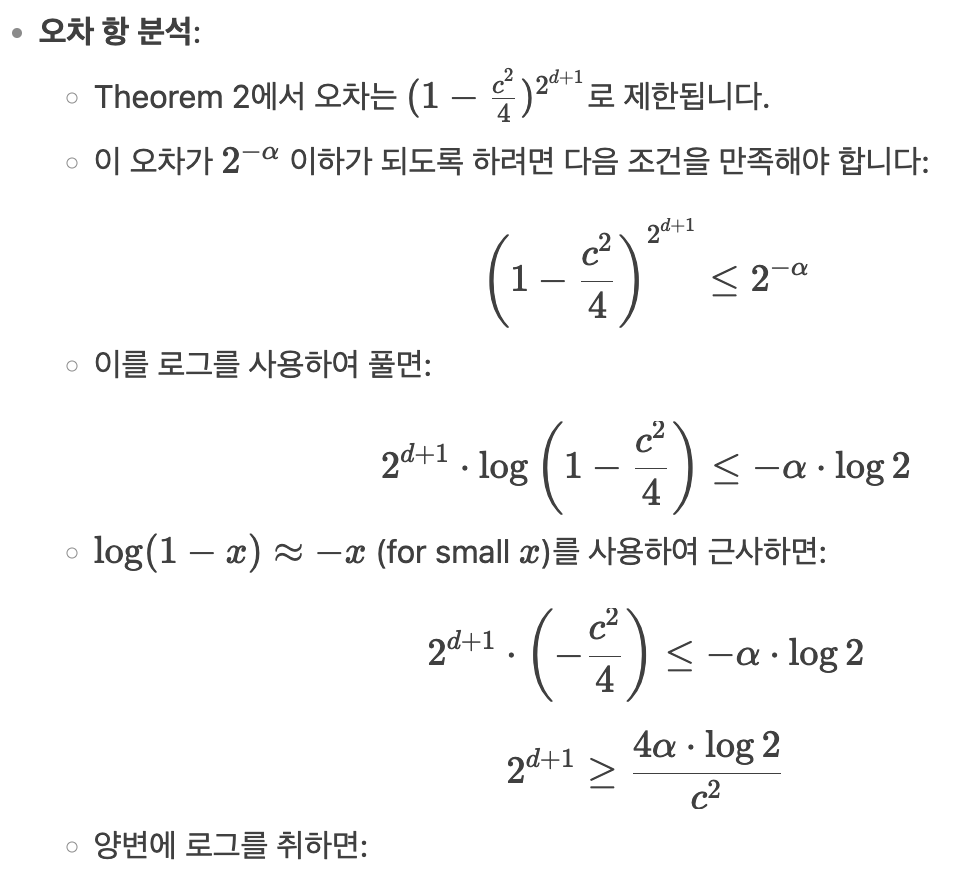 • 오차 항 분석:
○ Theorem 2에서 오차는 $(1 - \frac{c^2}{4})^{2^{d+1}}$로 제한됩니다.
○ 이 오차가 $2^{-\alpha}$ 이하가 되도록 하려면 다음 조건을 만족해야 합니다:
$\left(1 - \frac{c^2}{4}\right)^{2^{d+1}} \leq 2^{-\alpha}$
○ 이를 로그를 사용하여 풀면:
$2^{d+1} \cdot \log\left(1 - \frac{c^2}{4}\right) \leq -\alpha \cdot \log 2$
○ $\log(1 - x) \approx -x$ (for small $x$)를 사용하여 근사하면:
$2^{d+1} \cdot \left(-\frac{c^2}{4}\right) \leq -\alpha \cdot \log 2$
$2^{d+1} \geq \frac{4\alpha \cdot \log 2}{c^2}$
○ 양변에 로그를 취하면: